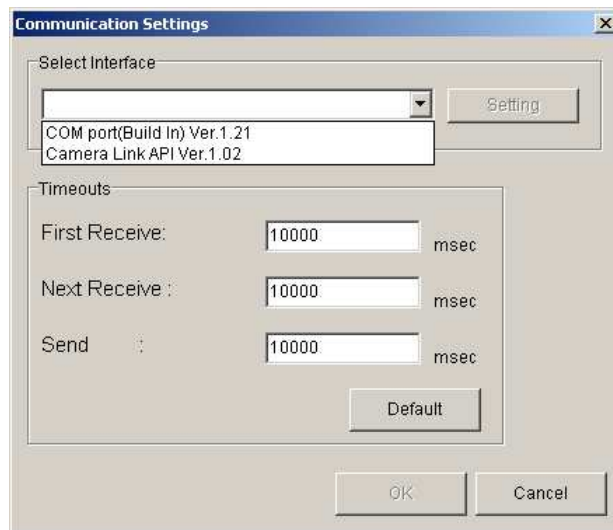 Communication Settings
Select Interface
Setting
COM port(Build In) Ver.1.21
Camera Link API Ver.1.02
Timeouts
First Receive: 10000 msec
Next Receive : 10000 msec
Send : 10000 msec
Default
OK Cancel